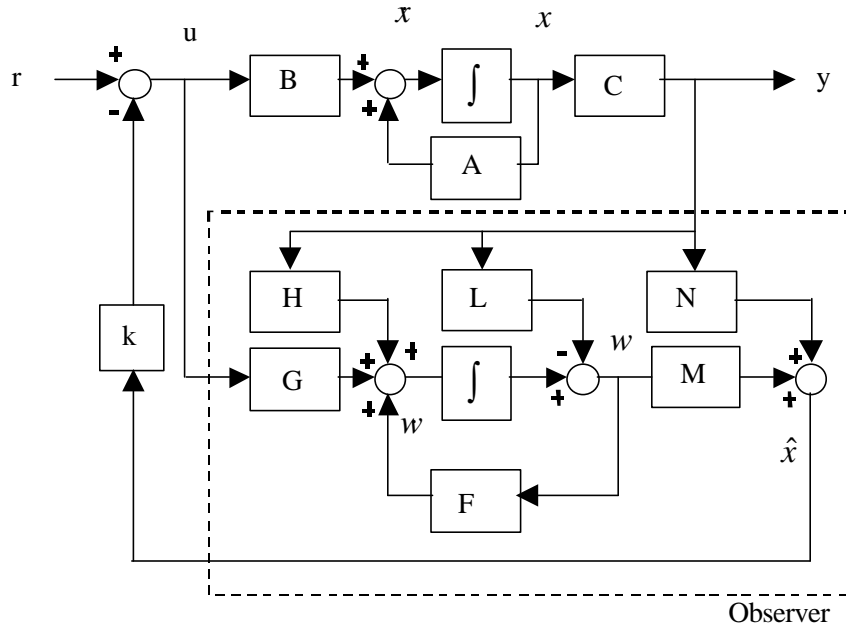 ẋ x
u
+ +
r B ∫ C y
- +
A
H L N
k
+ + - w +
G ∫ M
+ ẇ + +
x̂
F
Observer